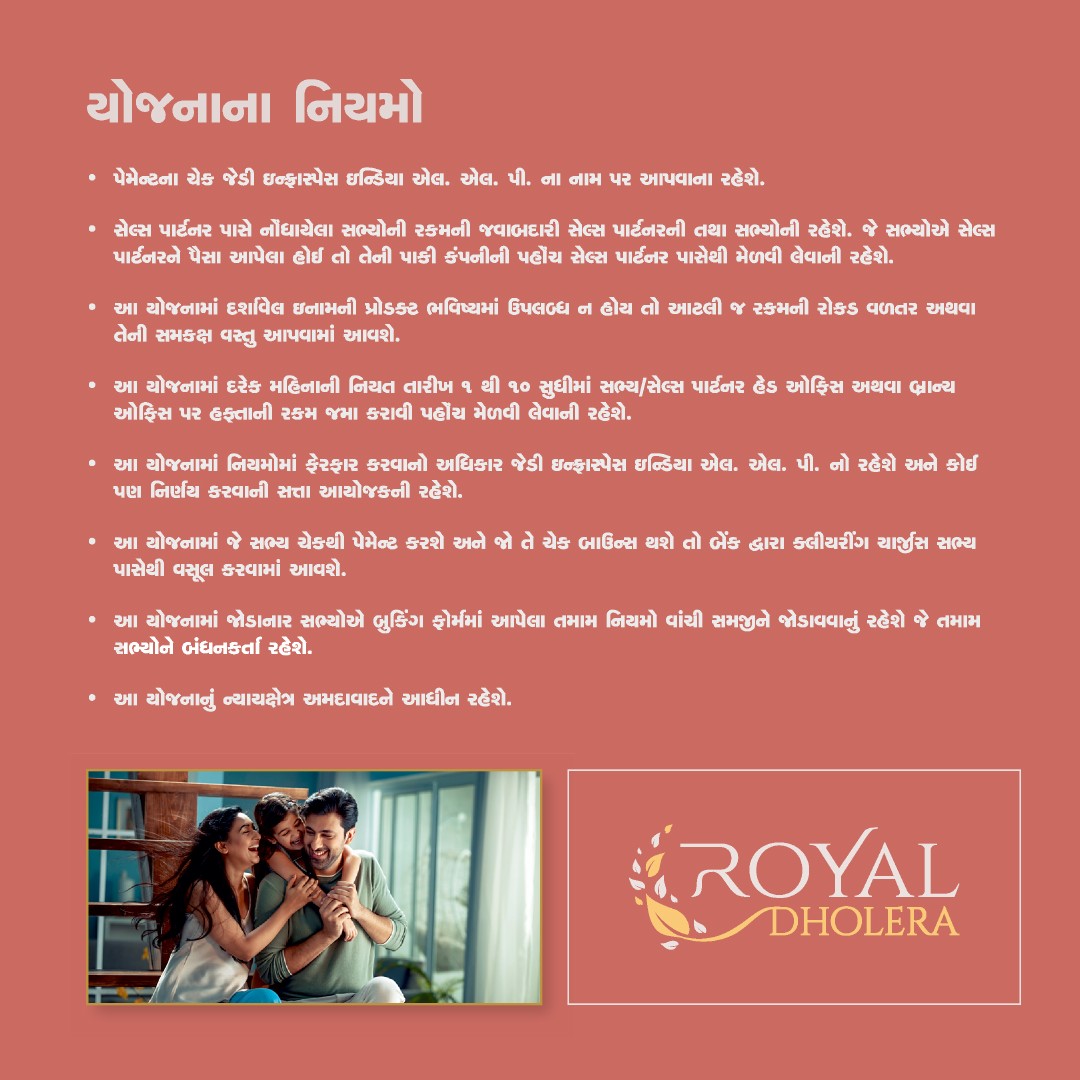 યોજનાના નિયમો
• પેમેન્ટના ચેક જેડી ઇન્ફ્રાસ્પેસ ઇન્ડિયા એલ. એલ. પી. ના નામ પર આપવાના રહેશે.
• સેલ્સ પાર્ટનર પાસે નોંધાયેલા સભ્યોની રકમની જવાબદારી સેલ્સ પાર્ટનરની તથા સભ્યોની રહેશે. જે સભ્યોએ સેલ્સ
પાર્ટનરને પૈસા આપેલા હોઈ તો તેની પાકી કંપનીની પહોંચ સેલ્સ પાર્ટનર પાસેથી મેળવી લેવાની રહેશે.
• આ યોજનામાં દર્શાવેલ ઇનામની પ્રોડક્ટ ભવિષ્યમાં ઉપલબ્ધ ન હોય તો આટલી જ રકમની રોકડ વળતર અથવા
તેની સમકક્ષ વસ્તુ આપવામાં આવશે.
• આ યોજનામાં દરેક મહિનાની નિયત તારીખ ૧ થી ૧૦ સુધીમાં સભ્ય/સેલ્સ પાર્ટનર હેડ ઓફિસ અથવા બ્રાન્ય
ઓફિસ પર હફતાની રકમ જમા કરાવી પહોંચ મેળવી લેવાની રહેશે.
• આ યોજનામાં નિયમોમાં ફેરફાર કરવાનો અધિકાર જેડી ઇન્ફ્રાસ્પેસ ઇન્ડિયા એલ. એલ. પી. નો રહેશે અને કોઈ
પણ નિર્ણય કરવાની સત્તા આયોજકની રહેશે.
• આ યોજનામાં જે સભ્ય ચેકથી પેમેન્ટ કરશે અને જો તે ચેક બાઉન્સ થશે તો બેંક દ્વારા ક્લીયરીંગ ચાર્જીસ સભ્ય
પાસેથી વસૂલ કરવામાં આવશે.
• આ યોજનામાં જોડાનાર સભ્યોએ બુકિંગ ફોર્મમાં આપેલા તમામ નિયમો વાંચી સમજીને જોડાવવાનું રહેશે જે તમામ
સભ્યોને બંધનકર્તા રહેશે.
• આ યોજનાનું ન્યાયક્ષેત્ર અમદાવાદને આધીન રહેશે.
ROYAL
DHOLERA